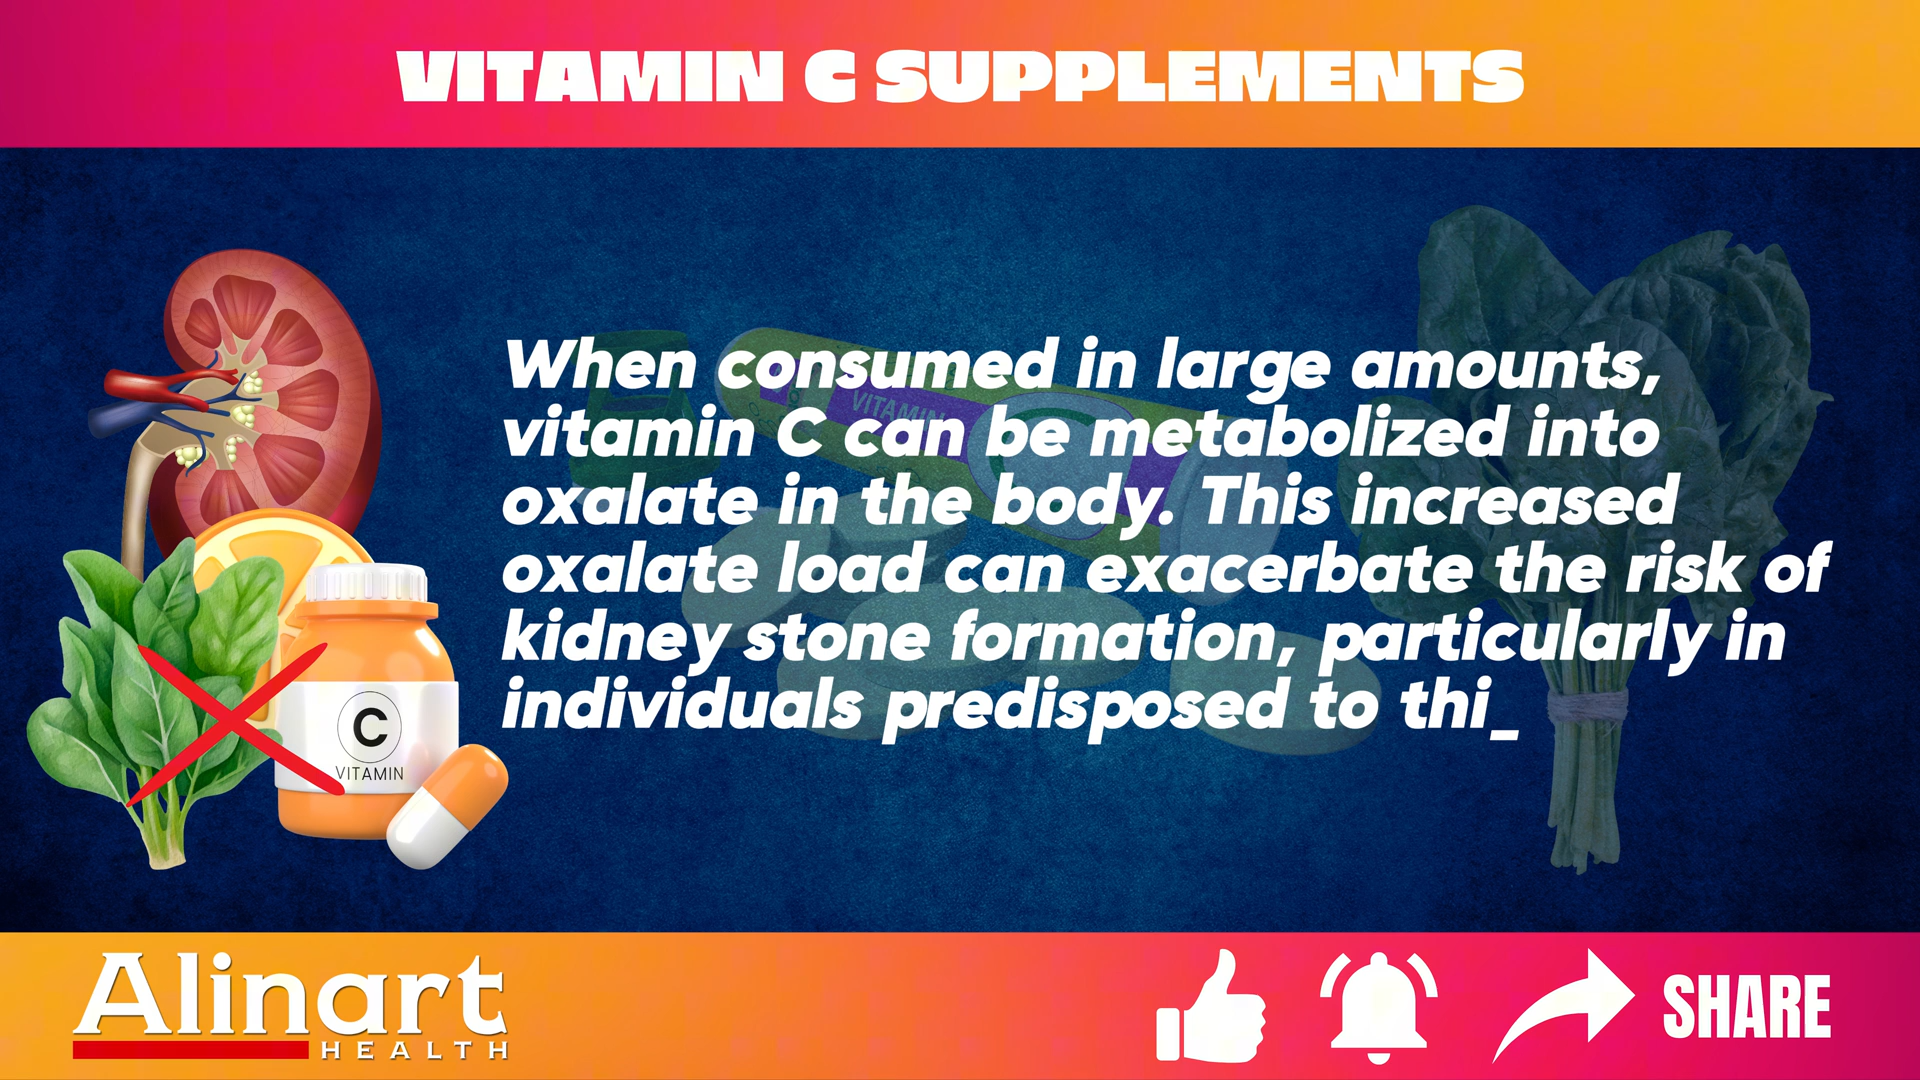 VITAMIN C SUPPLEMENTS
When consumed in large amounts,
vitamin C can be metabolized into
oxalate in the body. This increased
oxalate load can exacerbate the risk of
kidney stone formation, particularly in
individuals predisposed to thi_
VITAMIN
C
VITAMIN
Alinart
HEALTH
SHARE